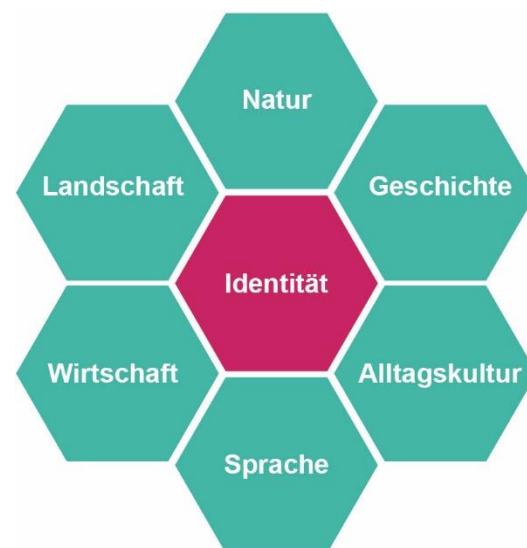 Natur
Landschaft
Geschichte
Identität
Wirtschaft
Alltagskultur
Sprache